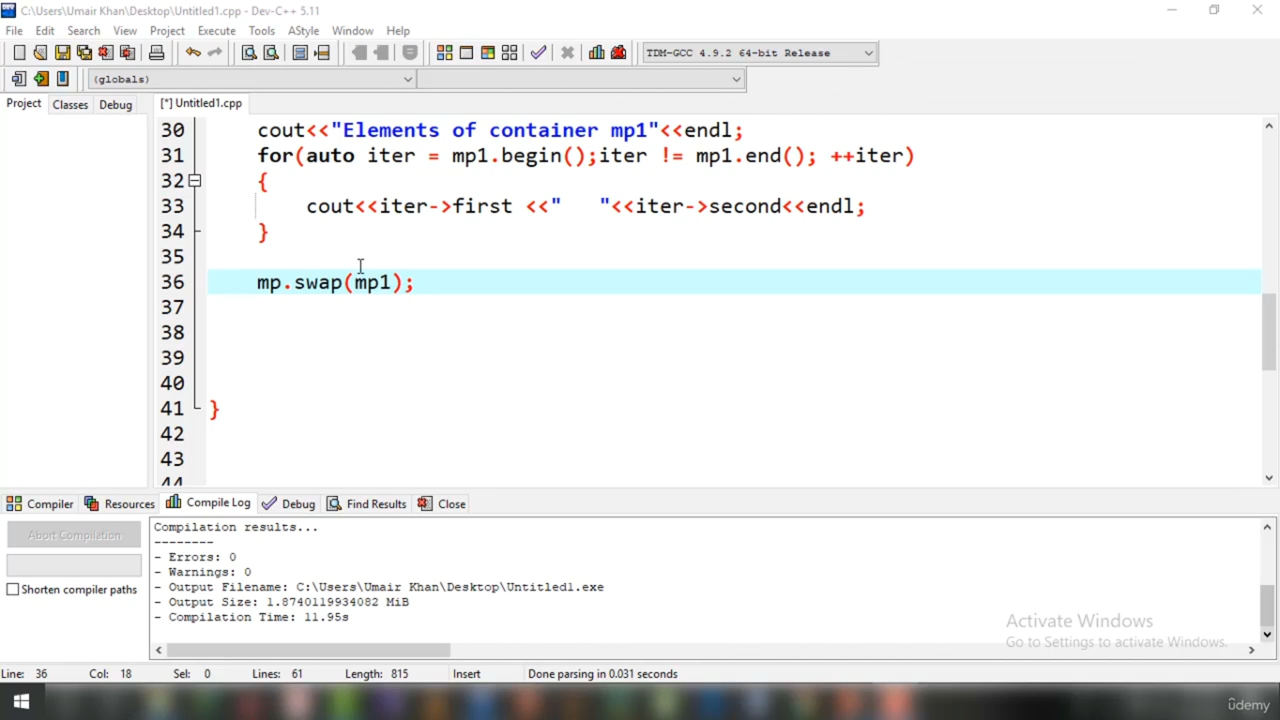 C:\Users\Umair Khan\Desktop\Untitled1.cpp - Dev-C++ 5.11
File Edit Search View Project Execute Tools AStyle Window Help
TDM-GCC 4.9.2 64-bit Release
(globals)
Project Classes Debug [*] Untitled1.cpp
30 cout<<"Elements of container mp1"<<endl;
31 for(auto iter = mp1.begin();iter != mp1.end(); ++iter)
32 {
33 cout<<iter->first <<"   "<<iter->second<<endl;
34 }
35
36 mp.swap(mp1);
37
38
39
40
41 }
42
43
44
Compiler Resources Compile Log Debug Find Results Close
Abort Compilation
Shorten compiler paths
Compilation results...
--------
- Errors: 0
- Warnings: 0
- Output Filename: C:\Users\Umair Khan\Desktop\Untitled1.exe
- Output Size: 1.8740119934082 MiB
- Compilation Time: 11.95s
Activate Windows
Go to Settings to activate Windows.
Line: 36 Col: 18 Sel: 0 Lines: 61 Length: 815 Insert Done parsing in 0.031 seconds
ûdemy